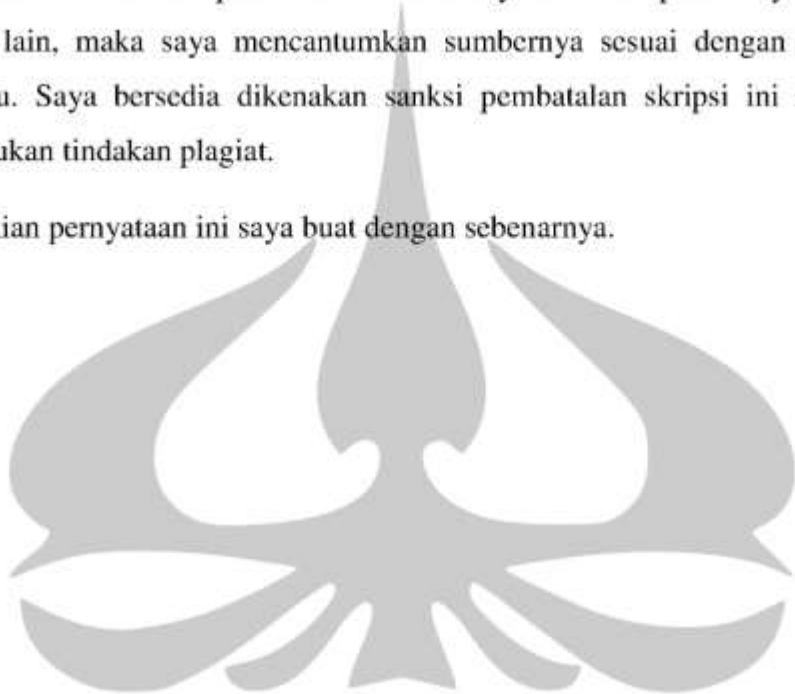 lain, maka saya mencantumkan sumbernya sesuai dengan
u. Saya bersedia dikenakan sanksi pembatalan skripsi ini
ukan tindakan plagiat.
ian pernyataan ini saya buat dengan sebenarnya.